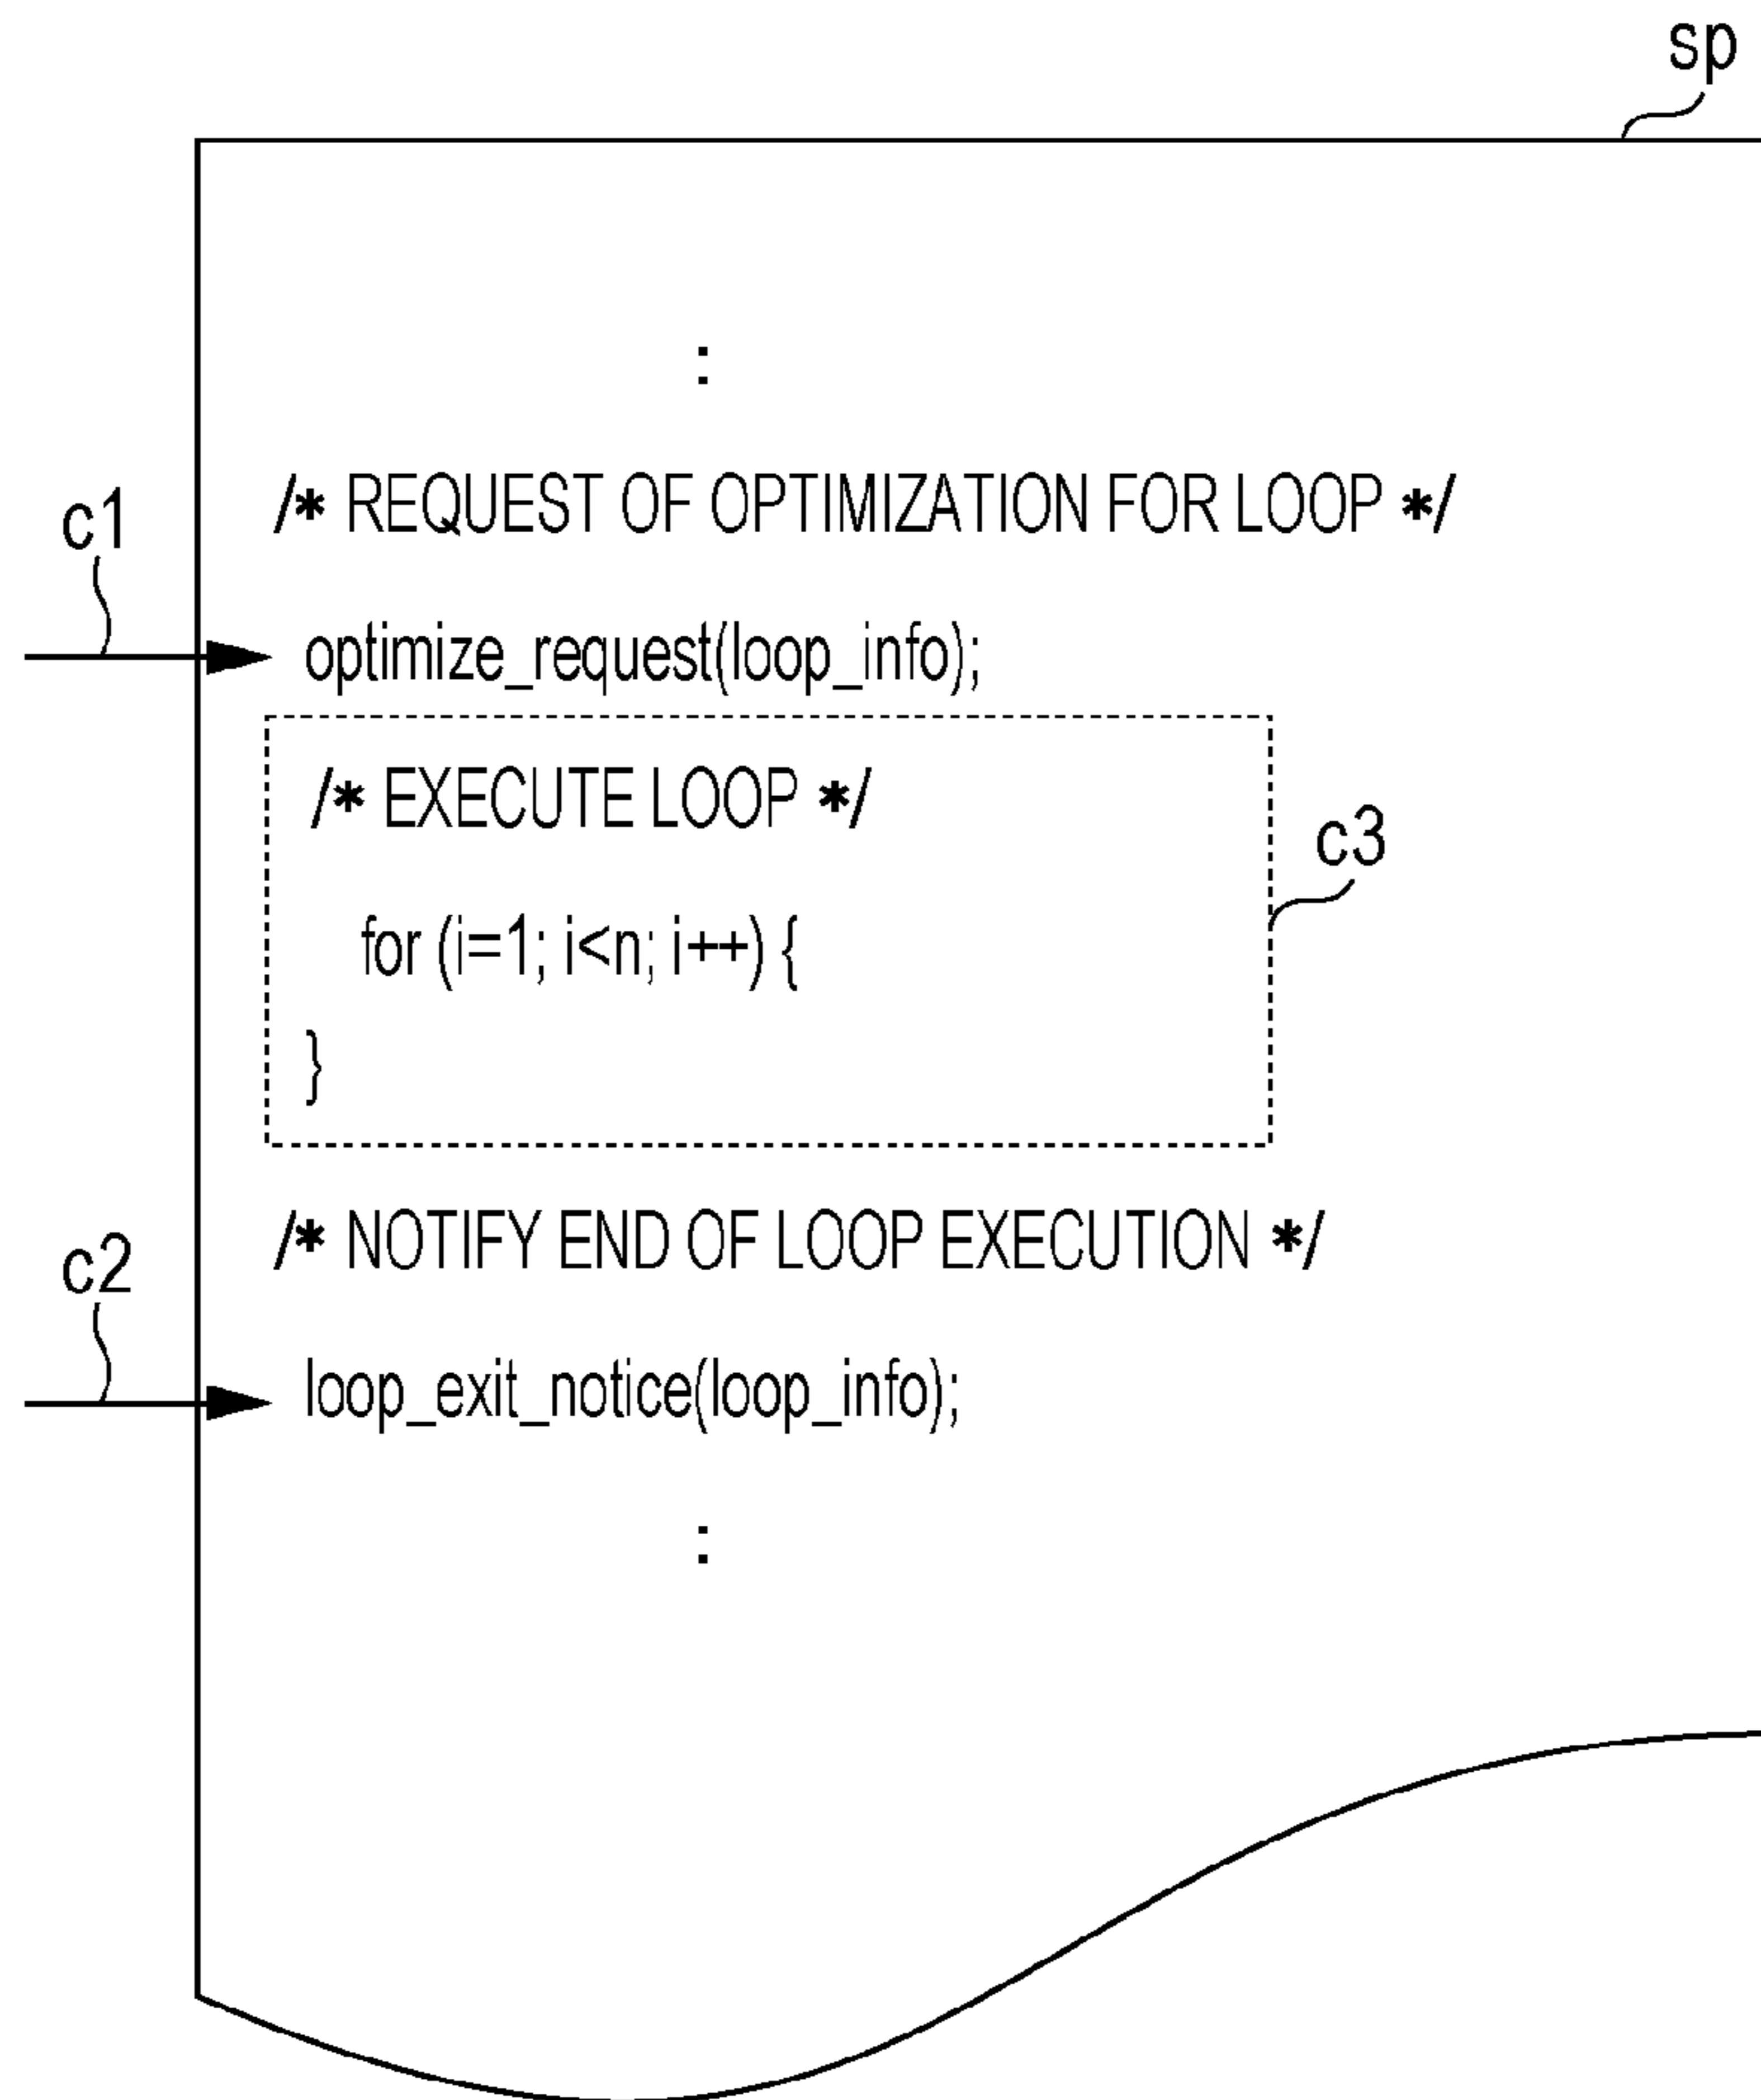 sp
:
/* REQUEST OF OPTIMIZATION FOR LOOP */
c1
optimize_request(loop_info);
/* EXECUTE LOOP */
c3
for (i=1; i<n; i++) {
}
/* NOTIFY END OF LOOP EXECUTION */
c2
loop_exit_notice(loop_info);
: